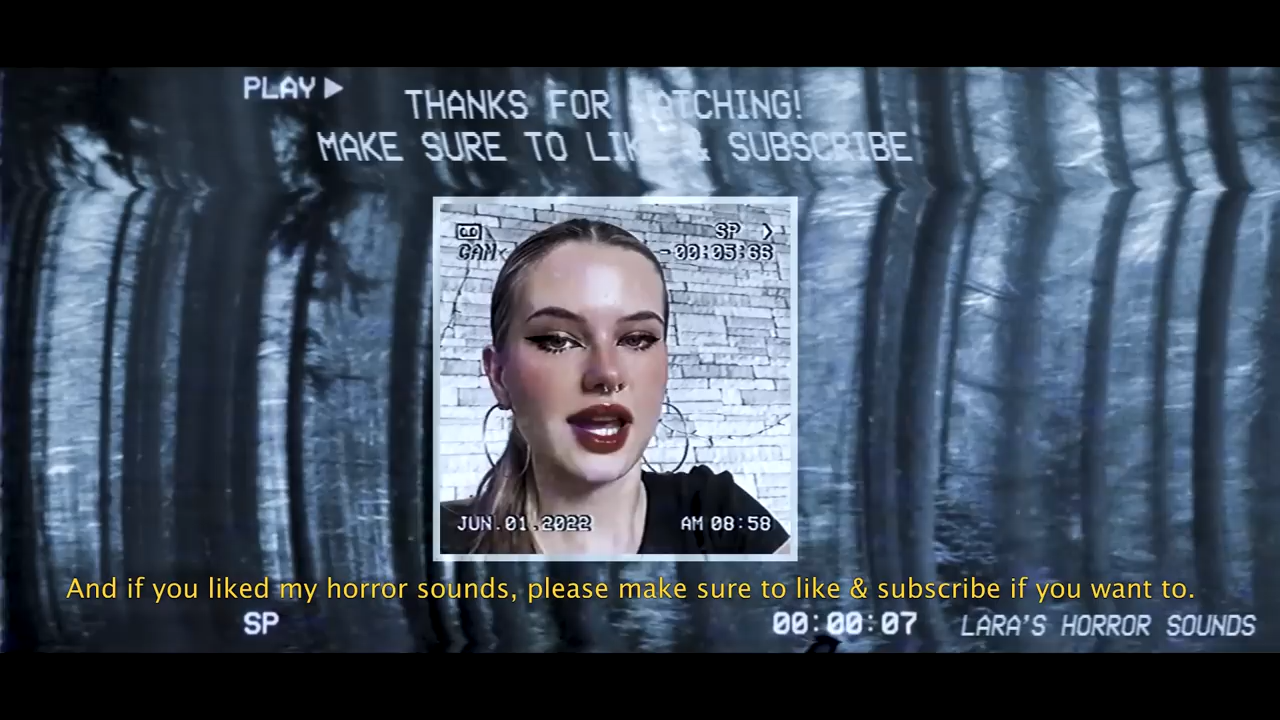 PLAY ▶
THANKS FOR WATCHING!
MAKE SURE TO LIKE & SUBSCRIBE
SP
-00:05:66
JUN.01.2022
AM 08:58
And if you liked my horror sounds, please make sure to like & subscribe if you want to.
SP
00:00:07
LARA'S HORROR SOUNDS